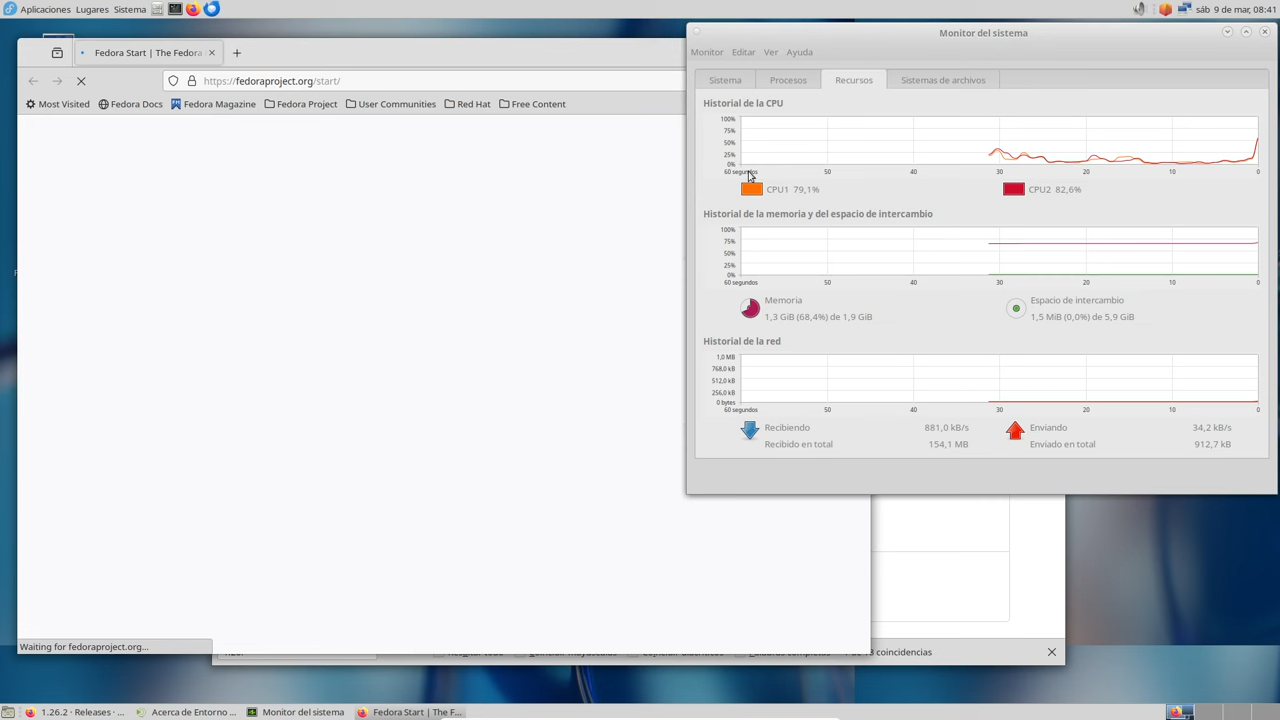 Aplicaciones Lugares Sistema
sáb 9 de mar, 08:41
Fedora Start | The Fedora
https://fedoraproject.org/start/
Most Visited Fedora Docs Fedora Magazine Fedora Project User Communities Red Hat Free Content
Waiting for fedoraproject.org...
Monitor del sistema
Monitor Editar Ver Ayuda
Sistema Procesos Recursos Sistemas de archivos
Historial de la CPU
100%
75%
50%
25%
0%
60 segundos 50 40 30 20 10 0
CPU1 79,1% CPU2 82,6%
Historial de la memoria y del espacio de intercambio
100%
75%
50%
25%
0%
60 segundos 50 40 30 20 10 0
Memoria
1,3 GiB (68,4%) de 1,9 GiB
Espacio de intercambio
1,5 MiB (0,0%) de 5,9 GiB
Historial de la red
1,0 MB
768,0 kB
512,0 kB
256,0 kB
0 bytes
60 segundos 50 40 30 20 10 0
Recibiendo 881,0 kB/s
Recibido en total 154,1 MB
Enviando 34,2 kB/s
Enviado en total 912,7 kB
coincidencias
1.26.2 · Releases · ... Acerca de Entorno ... Monitor del sistema Fedora Start | The F...